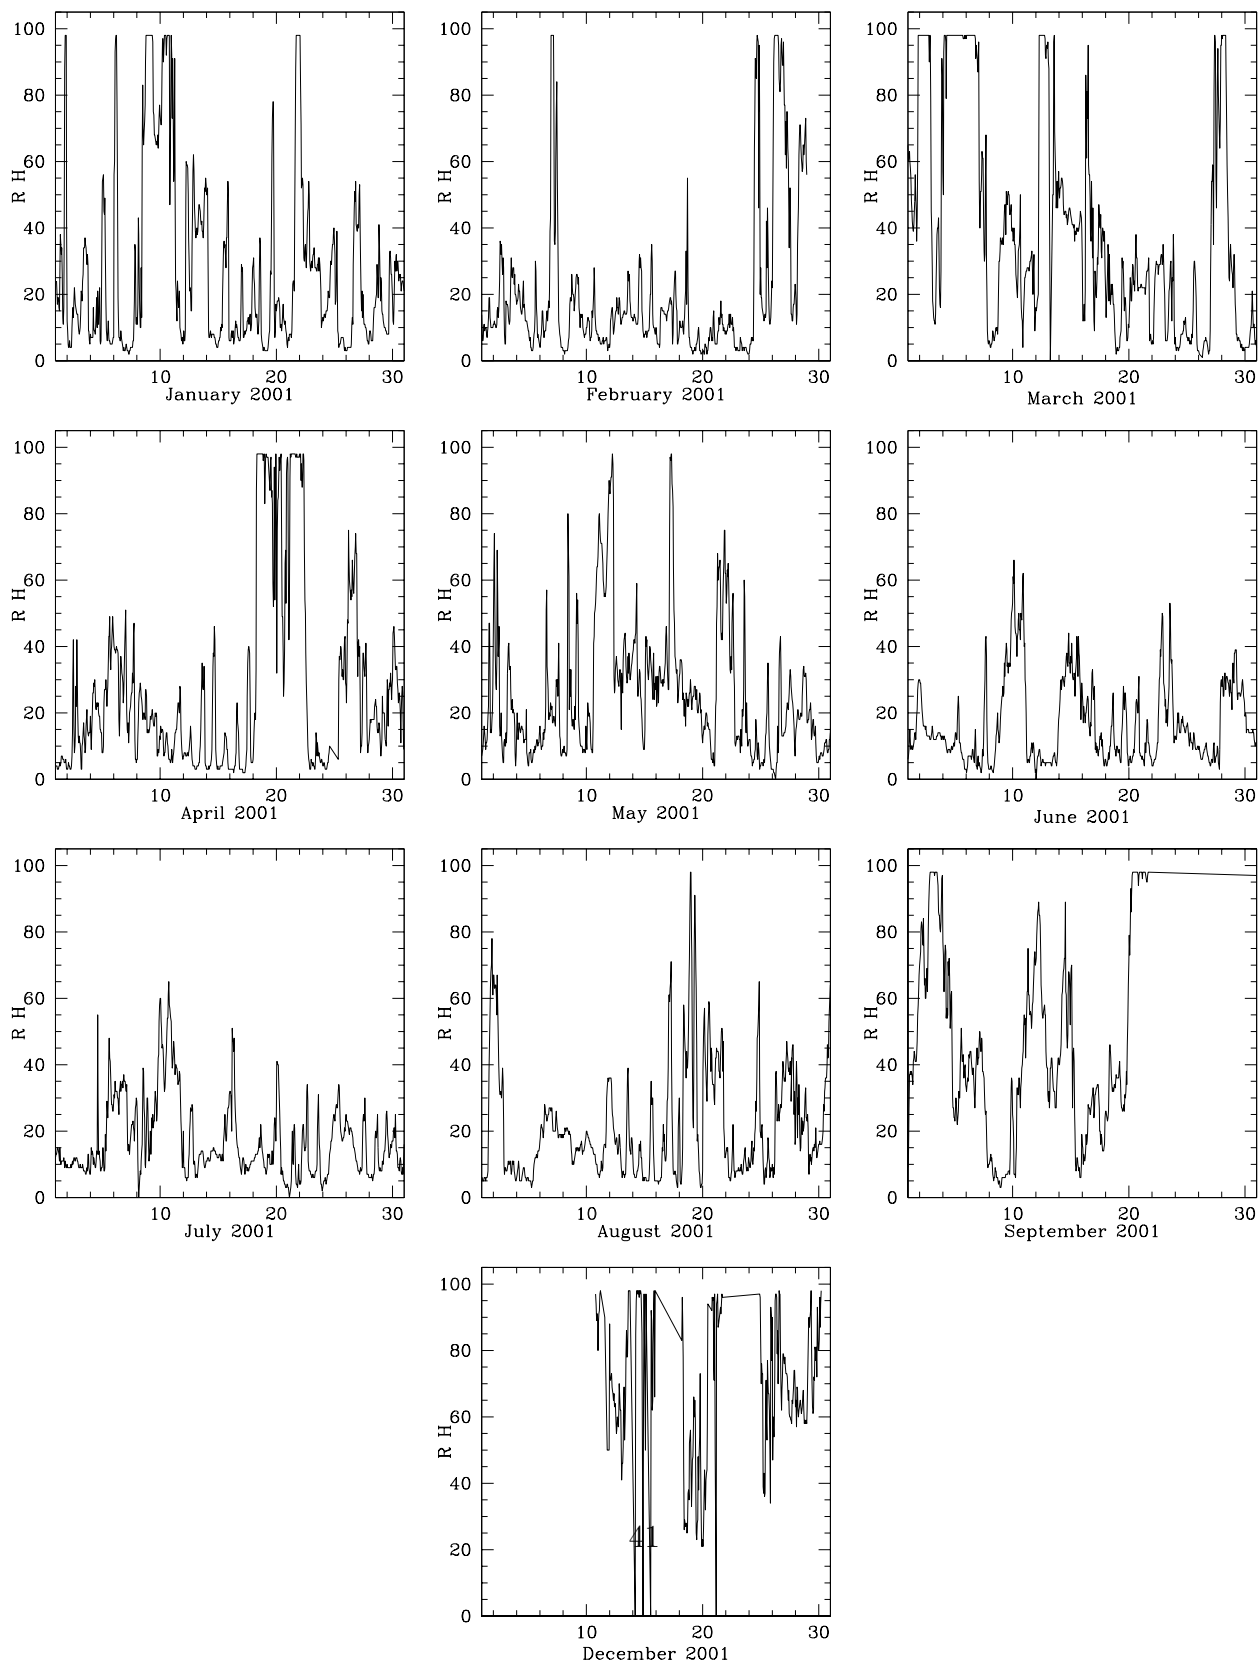 100 100 100
80 80 80
60 60 60
R H R H R H
40 40 40
20 20 20
0 0 0
10 20 30 10 20 30 10 20 30
January 2001 February 2001 March 2001
100 100 100
80 80 80
60 60 60
R H R H R H
40 40 40
20 20 20
0 0 0
10 20 30 10 20 30 10 20 30
April 2001 May 2001 June 2001
100 100 100
80 80 80
60 60 60
R H R H R H
40 40 40
20 20 20
0 0 0
10 20 30 10 20 30 10 20 30
July 2001 August 2001 September 2001
100
80
60
R H
40
41
20
0
10 20 30
December 2001